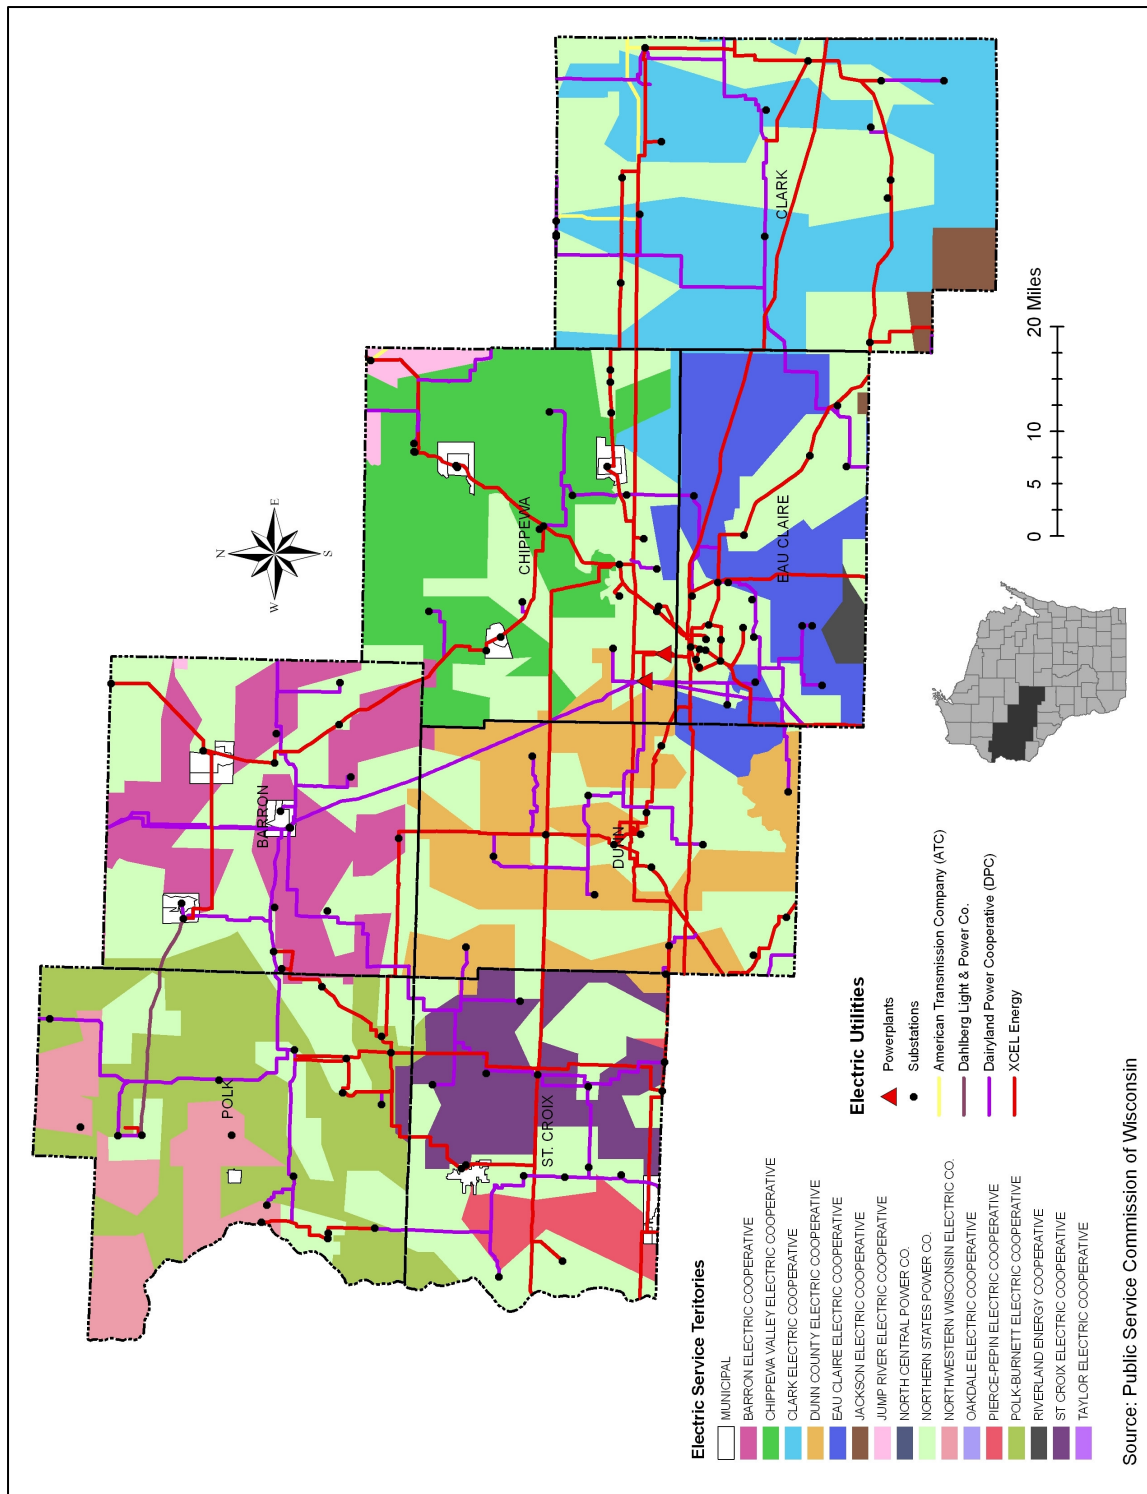 N
W
E
S
POLK
BARRON
CHIPPEWA
ST. CROIX
DUNN
EAU CLAIRE
CLARK
0
5
10
20 Miles
Electric Service Teritories
MUNICIPAL
BARRON ELECTRIC COOPERATIVE
CHIPPEWA VALLEY ELECTRIC COOPERATIVE
CLARK ELECTRIC COOPERATIVE
DUNN COUNTY ELECTRIC COOPERATIVE
EAU CLAIRE ELECTRIC COOPERATIVE
JACKSON ELECTRIC COOPERATIVE
JUMP RIVER ELECTRIC COOPERATIVE
NORTH CENTRAL POWER CO.
NORTHERN STATES POWER CO.
NORTHWESTERN WISCONSIN ELECTRIC CO.
OAKDALE ELECTRIC COOPERATIVE
PIERCE-PEPIN ELECTRIC COOPERATIVE
POLK-BURNETT ELECTRIC COOPERATIVE
RIVERLAND ENERGY COOPERATIVE
ST CROIX ELECTRIC COOPERATIVE
TAYLOR ELECTRIC COOPERATIVE
Electric Utilities
Powerplants
Substations
American Transmission Company (ATC)
Dahlberg Light & Power Co.
Dairyland Power Cooperative (DPC)
XCEL Energy
Source: Public Service Commission of Wisconsin